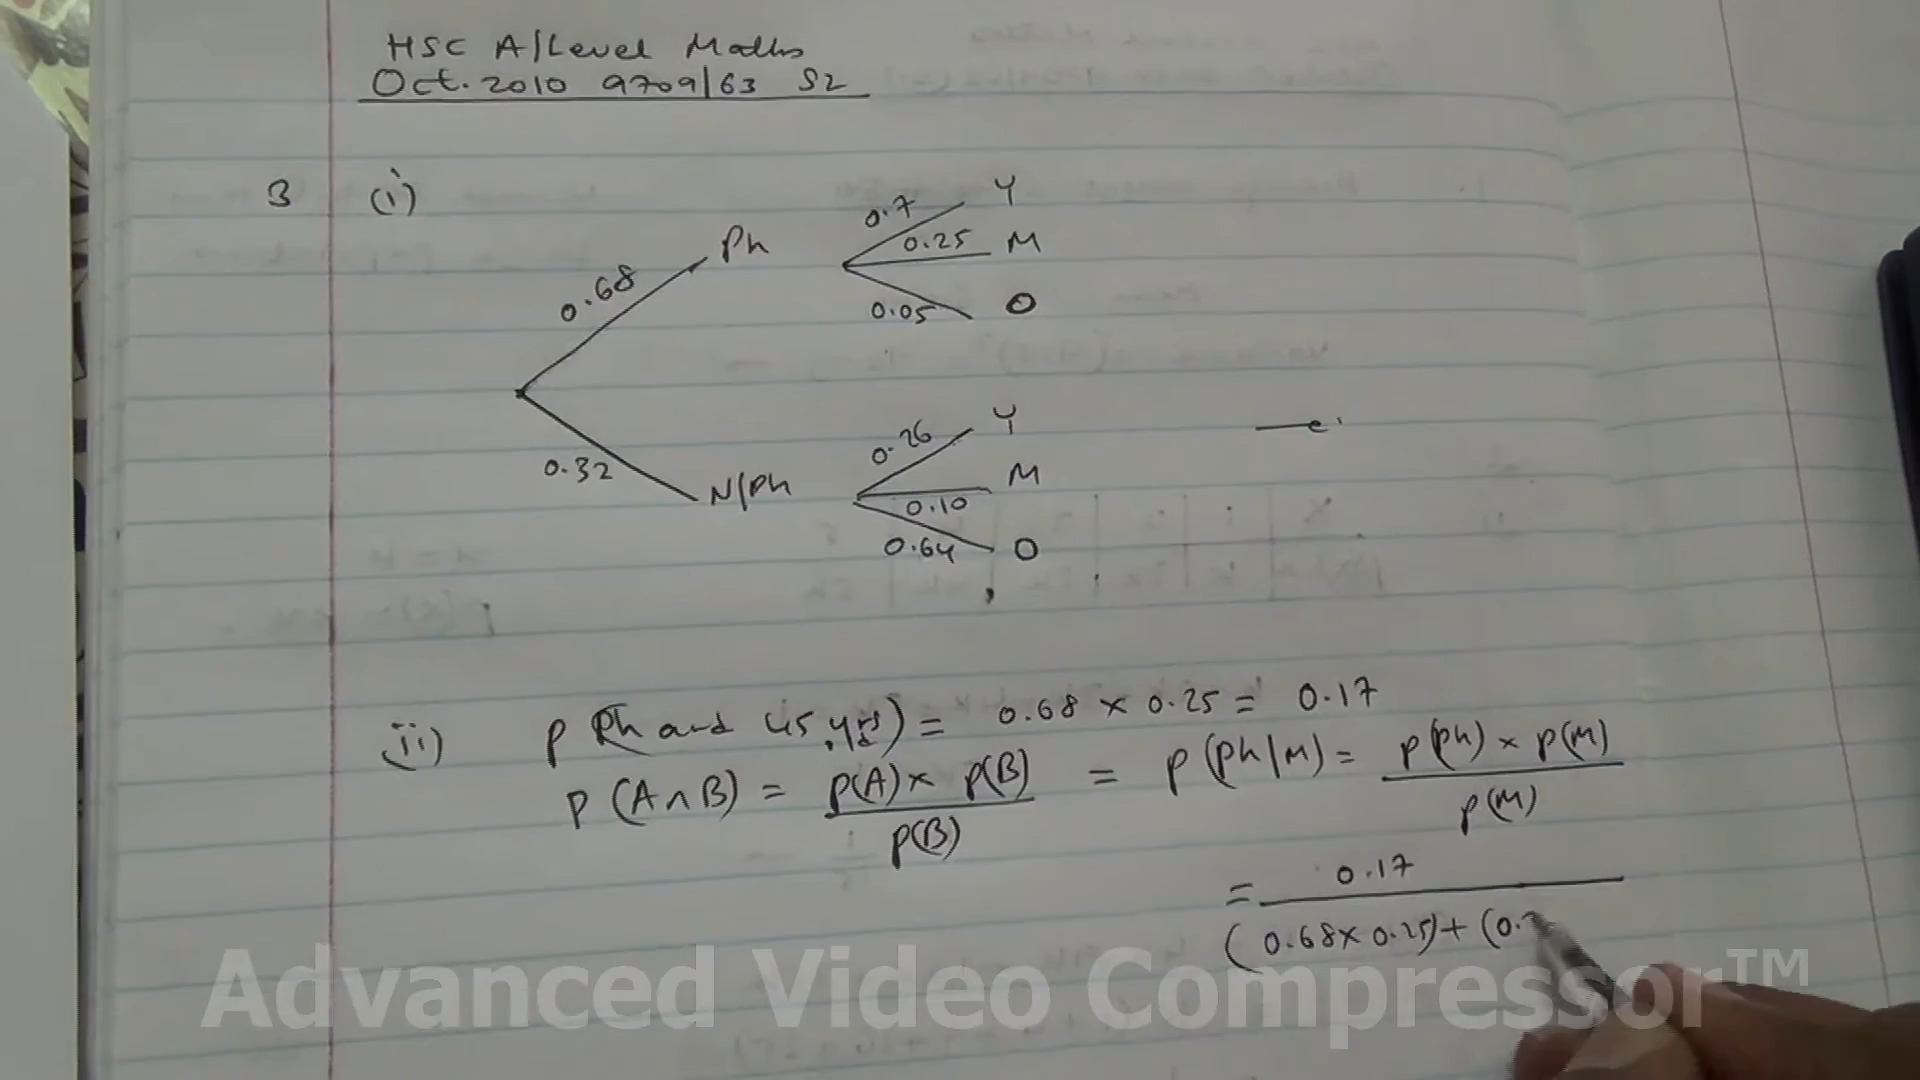 HSC A/Level Maths
Oct. 2010 9709/63 S2
3 (i)
0.68 Ph
0.7 Y
0.25 M
0.05 O
0.32 N/Ph
0.26 Y
0.10 M
0.64 O
ii) P(Ph and 45 yrs) = 0.68 × 0.25 = 0.17
P(A∩B) = P(A) × P(B) / P(B) = P(Ph/M) = P(Ph) × P(M) / P(M)
= 0.17
(0.68 × 0.25) + (0.
Advanced Video Compressor™